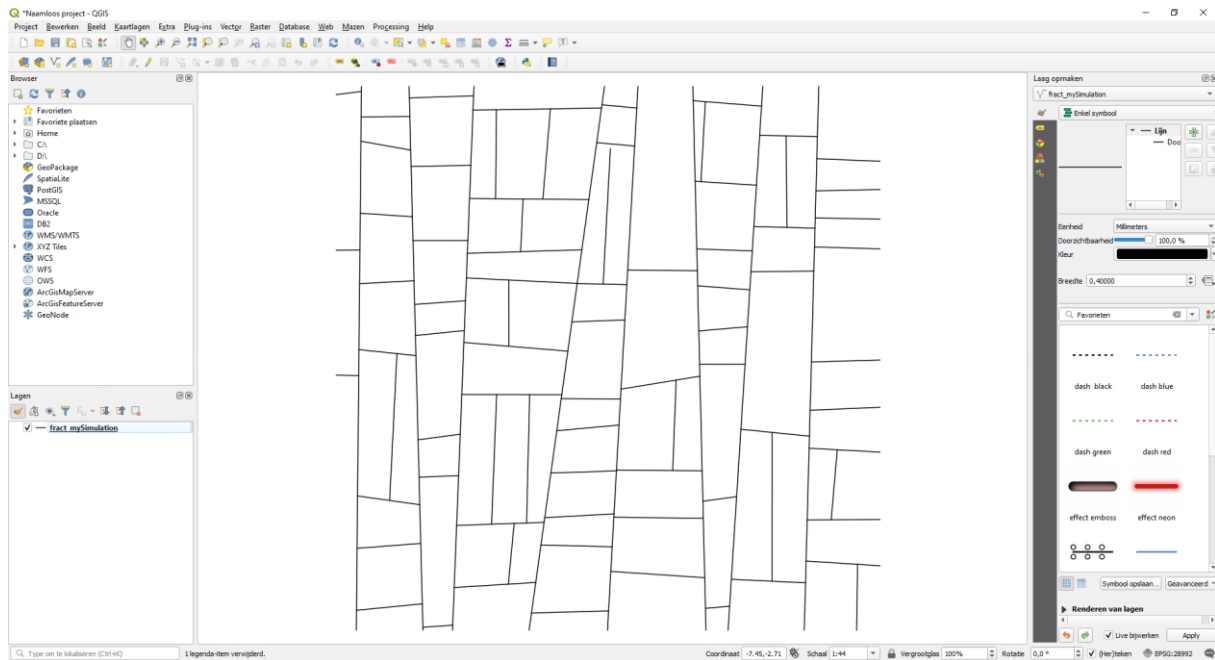 *Naamloos project - QGIS
Project Bewerken Beeld Kaartlagen Extra Plug-ins Vector Raster Database Web Mazen Processing Help
Browser
Favorieten
Favoriete plaatsen
Home
C:\
D:\
GeoPackage
SpatiaLite
PostGIS
MSSQL
Oracle
DB2
WMS/WMTS
XYZ Tiles
WCS
WFS
OWS
ArcGisMapServer
ArcGisFeatureServer
GeoNode
Lagen
fract_mySimulation
Laag opmaken
fract_mySimulation
Enkel symbool
Lijn
Doo
Eenheid Millimeters
Doorzichtbaarheid 100,0 %
Kleur
Breedte 0,40000
Favorieten
dash black dash blue
dash green dash red
effect emboss effect neon
Symbool opslaan... Geavanceerd
Renderen van lagen
Live bijwerken Apply
Type om te lokaliseren (Ctrl+K) 1 legenda-item verwijderd. Coordinaat -7.45,-2.71 Schaal 1:44 Vergrootglas 100% Rotatie 0,0 ° (Her)teken EPSG:28992